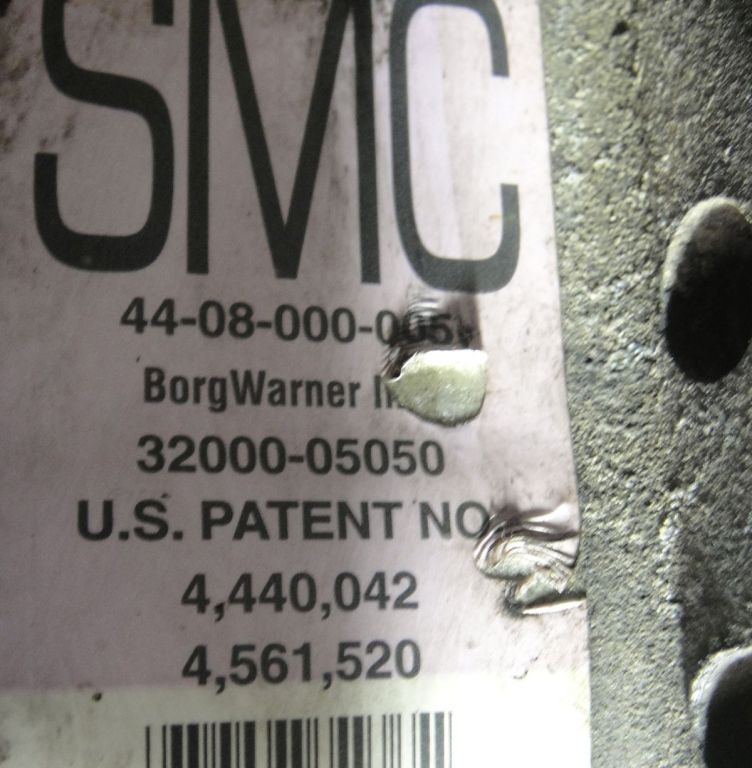 SMC
44-08-000-005
BorgWarner
32000-05050
U.S. PATENT NO
4,440,042
4,561,520